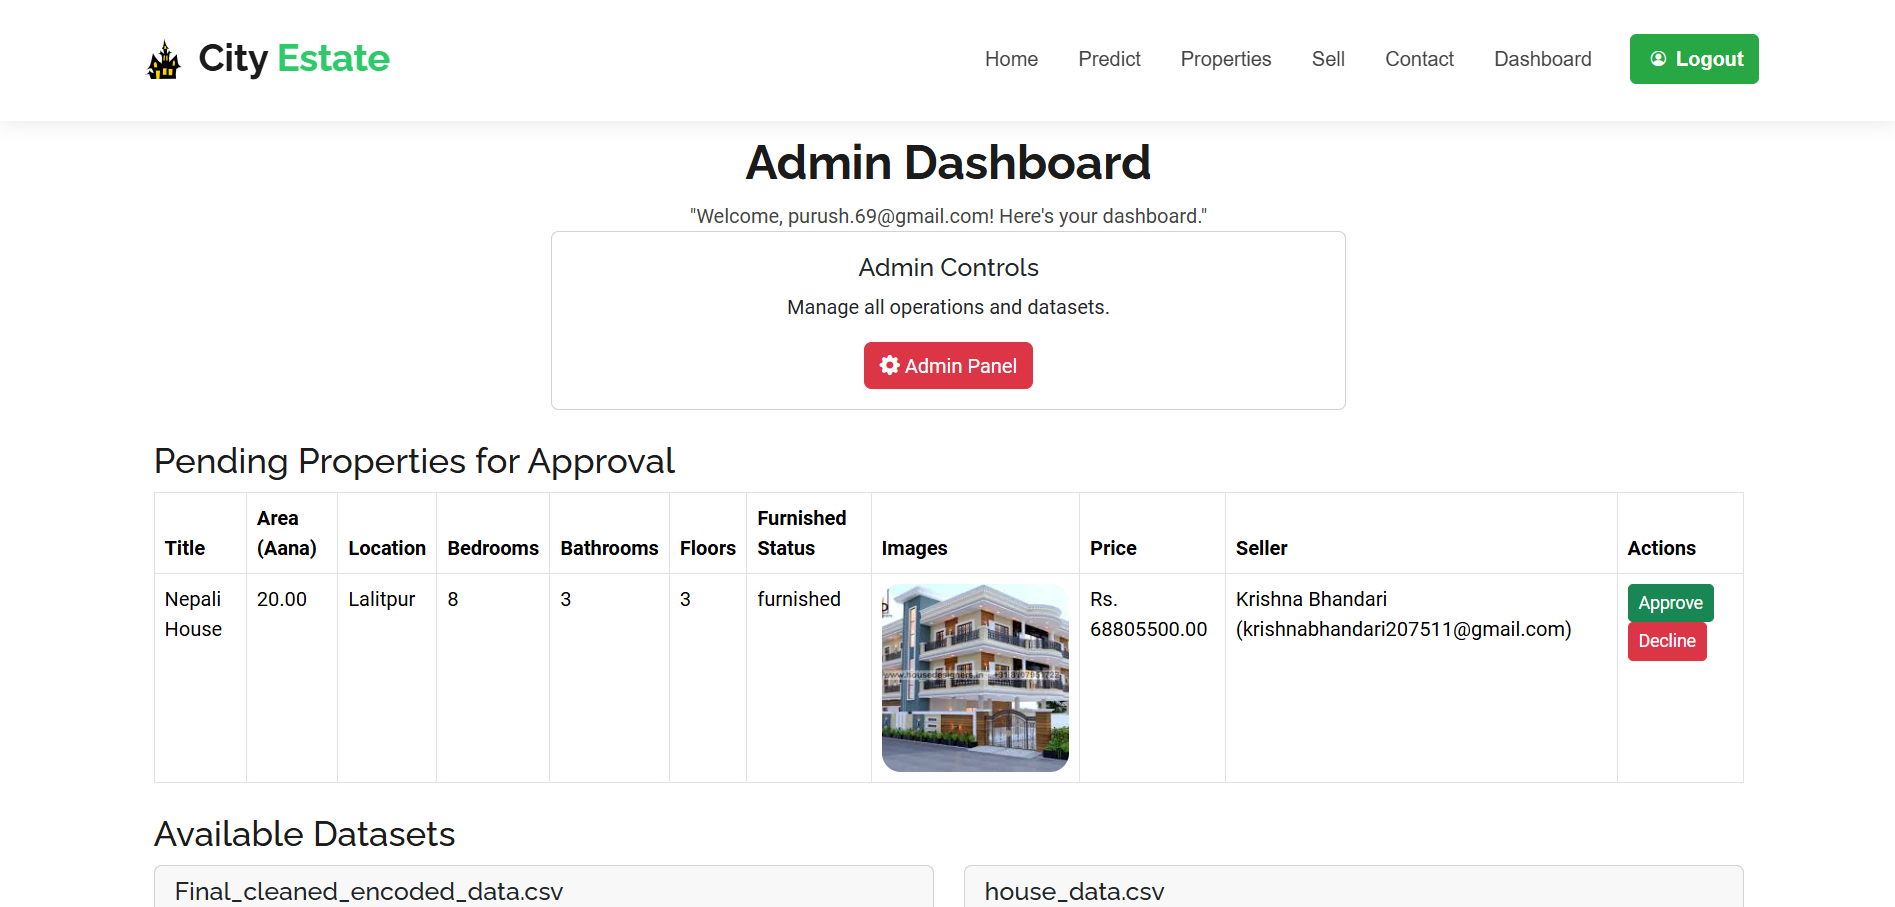 City Estate
Home Predict Properties Sell Contact Dashboard Logout
Admin Dashboard
"Welcome, purush.69@gmail.com! Here's your dashboard."
Admin Controls
Manage all operations and datasets.
Admin Panel
Pending Properties for Approval
Title Area (Aana) Location Bedrooms Bathrooms Floors Furnished Status Images Price Seller Actions
Nepali House 20.00 Lalitpur 8 3 3 furnished Rs. 68805500.00 Krishna Bhandari (krishnabhandari207511@gmail.com) Approve
Decline
www.housedesigners.in
Available Datasets
Final_cleaned_encoded_data.csv house_data.csv